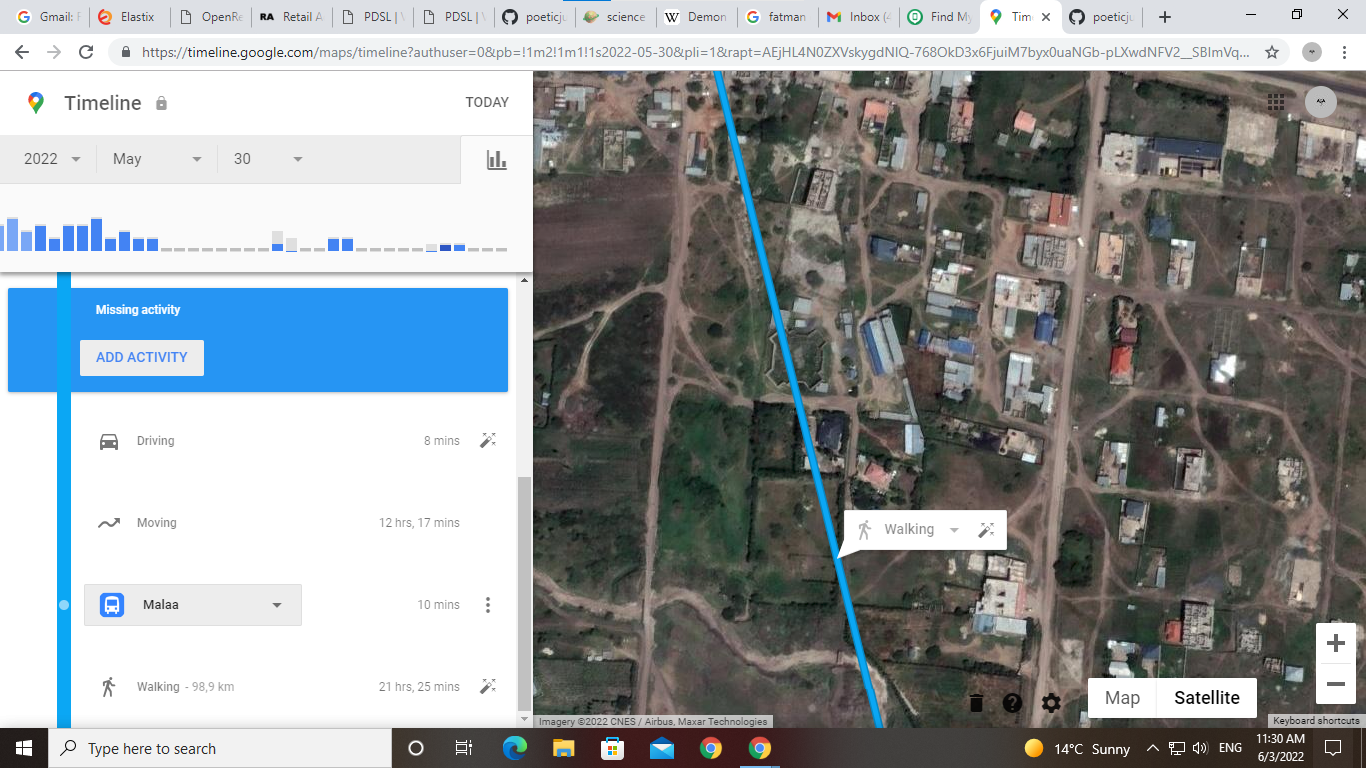 Gmail: F
Elastix
OpenRe
RA Retail A
PDSL | \
PDSL | \
poeticju
science
W Demon
fatman
Inbox (4
Find My
Time
poeticju
https://timeline.google.com/maps/timeline?authuser=0&pb=!1m2!1m1!1s2022-05-30&pli=1&rapt=AEjHL4N0ZXVskygdNIQ-768OkD3x6FjuiM7byx0uaNGb-pLXwdNFV2__SBImVq...
Timeline
TODAY
2022
May
30
Missing activity
ADD ACTIVITY
Driving
8 mins
Moving
12 hrs, 17 mins
Malaa
10 mins
Walking - 98,9 km
21 hrs, 25 mins
Walking
Map
Satellite
Imagery ©2022 CNES / Airbus, Maxar Technologies
Keyboard shortcuts
Type here to search
14°C Sunny
ENG
11:30 AM
6/3/2022